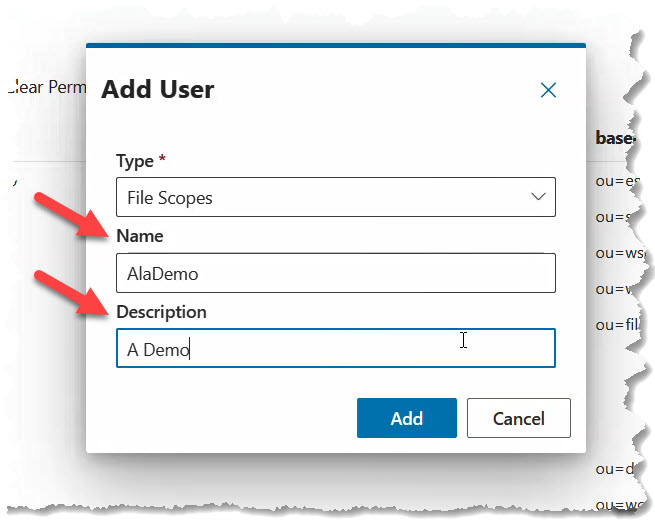 Add User
Clear Perm
base
Type *
ou=es
File Scopes
ou=s
Name
ou=ws
AlaDemo
ou=
Description
ou=fil
A Demo
Add
Cancel
ou=d
ou=wo